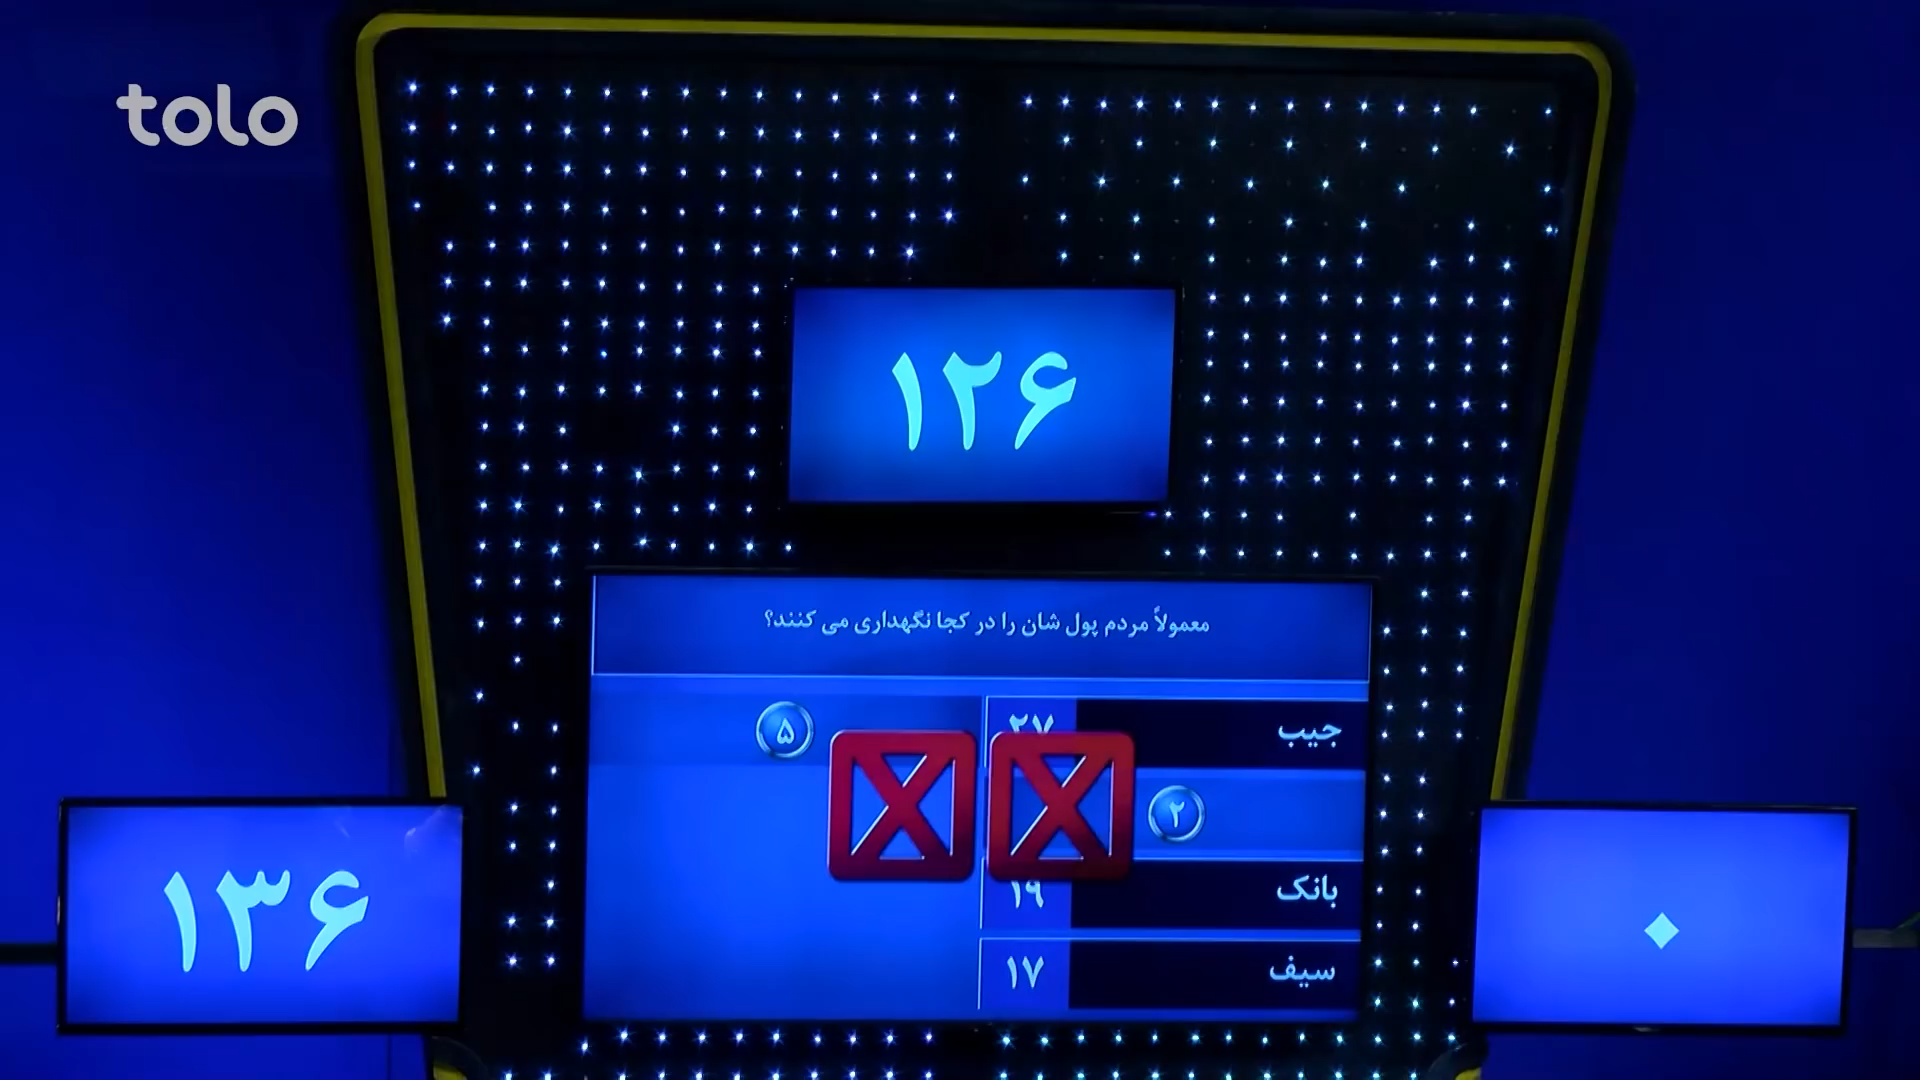 tolo
۱۲۶
معمولاً مردم پول شان را در کجا نگهداری می کنند؟
جیب ۲۷
۵
۲
بانک ۱۹
سیف ۱۷
۱۳۶
۰